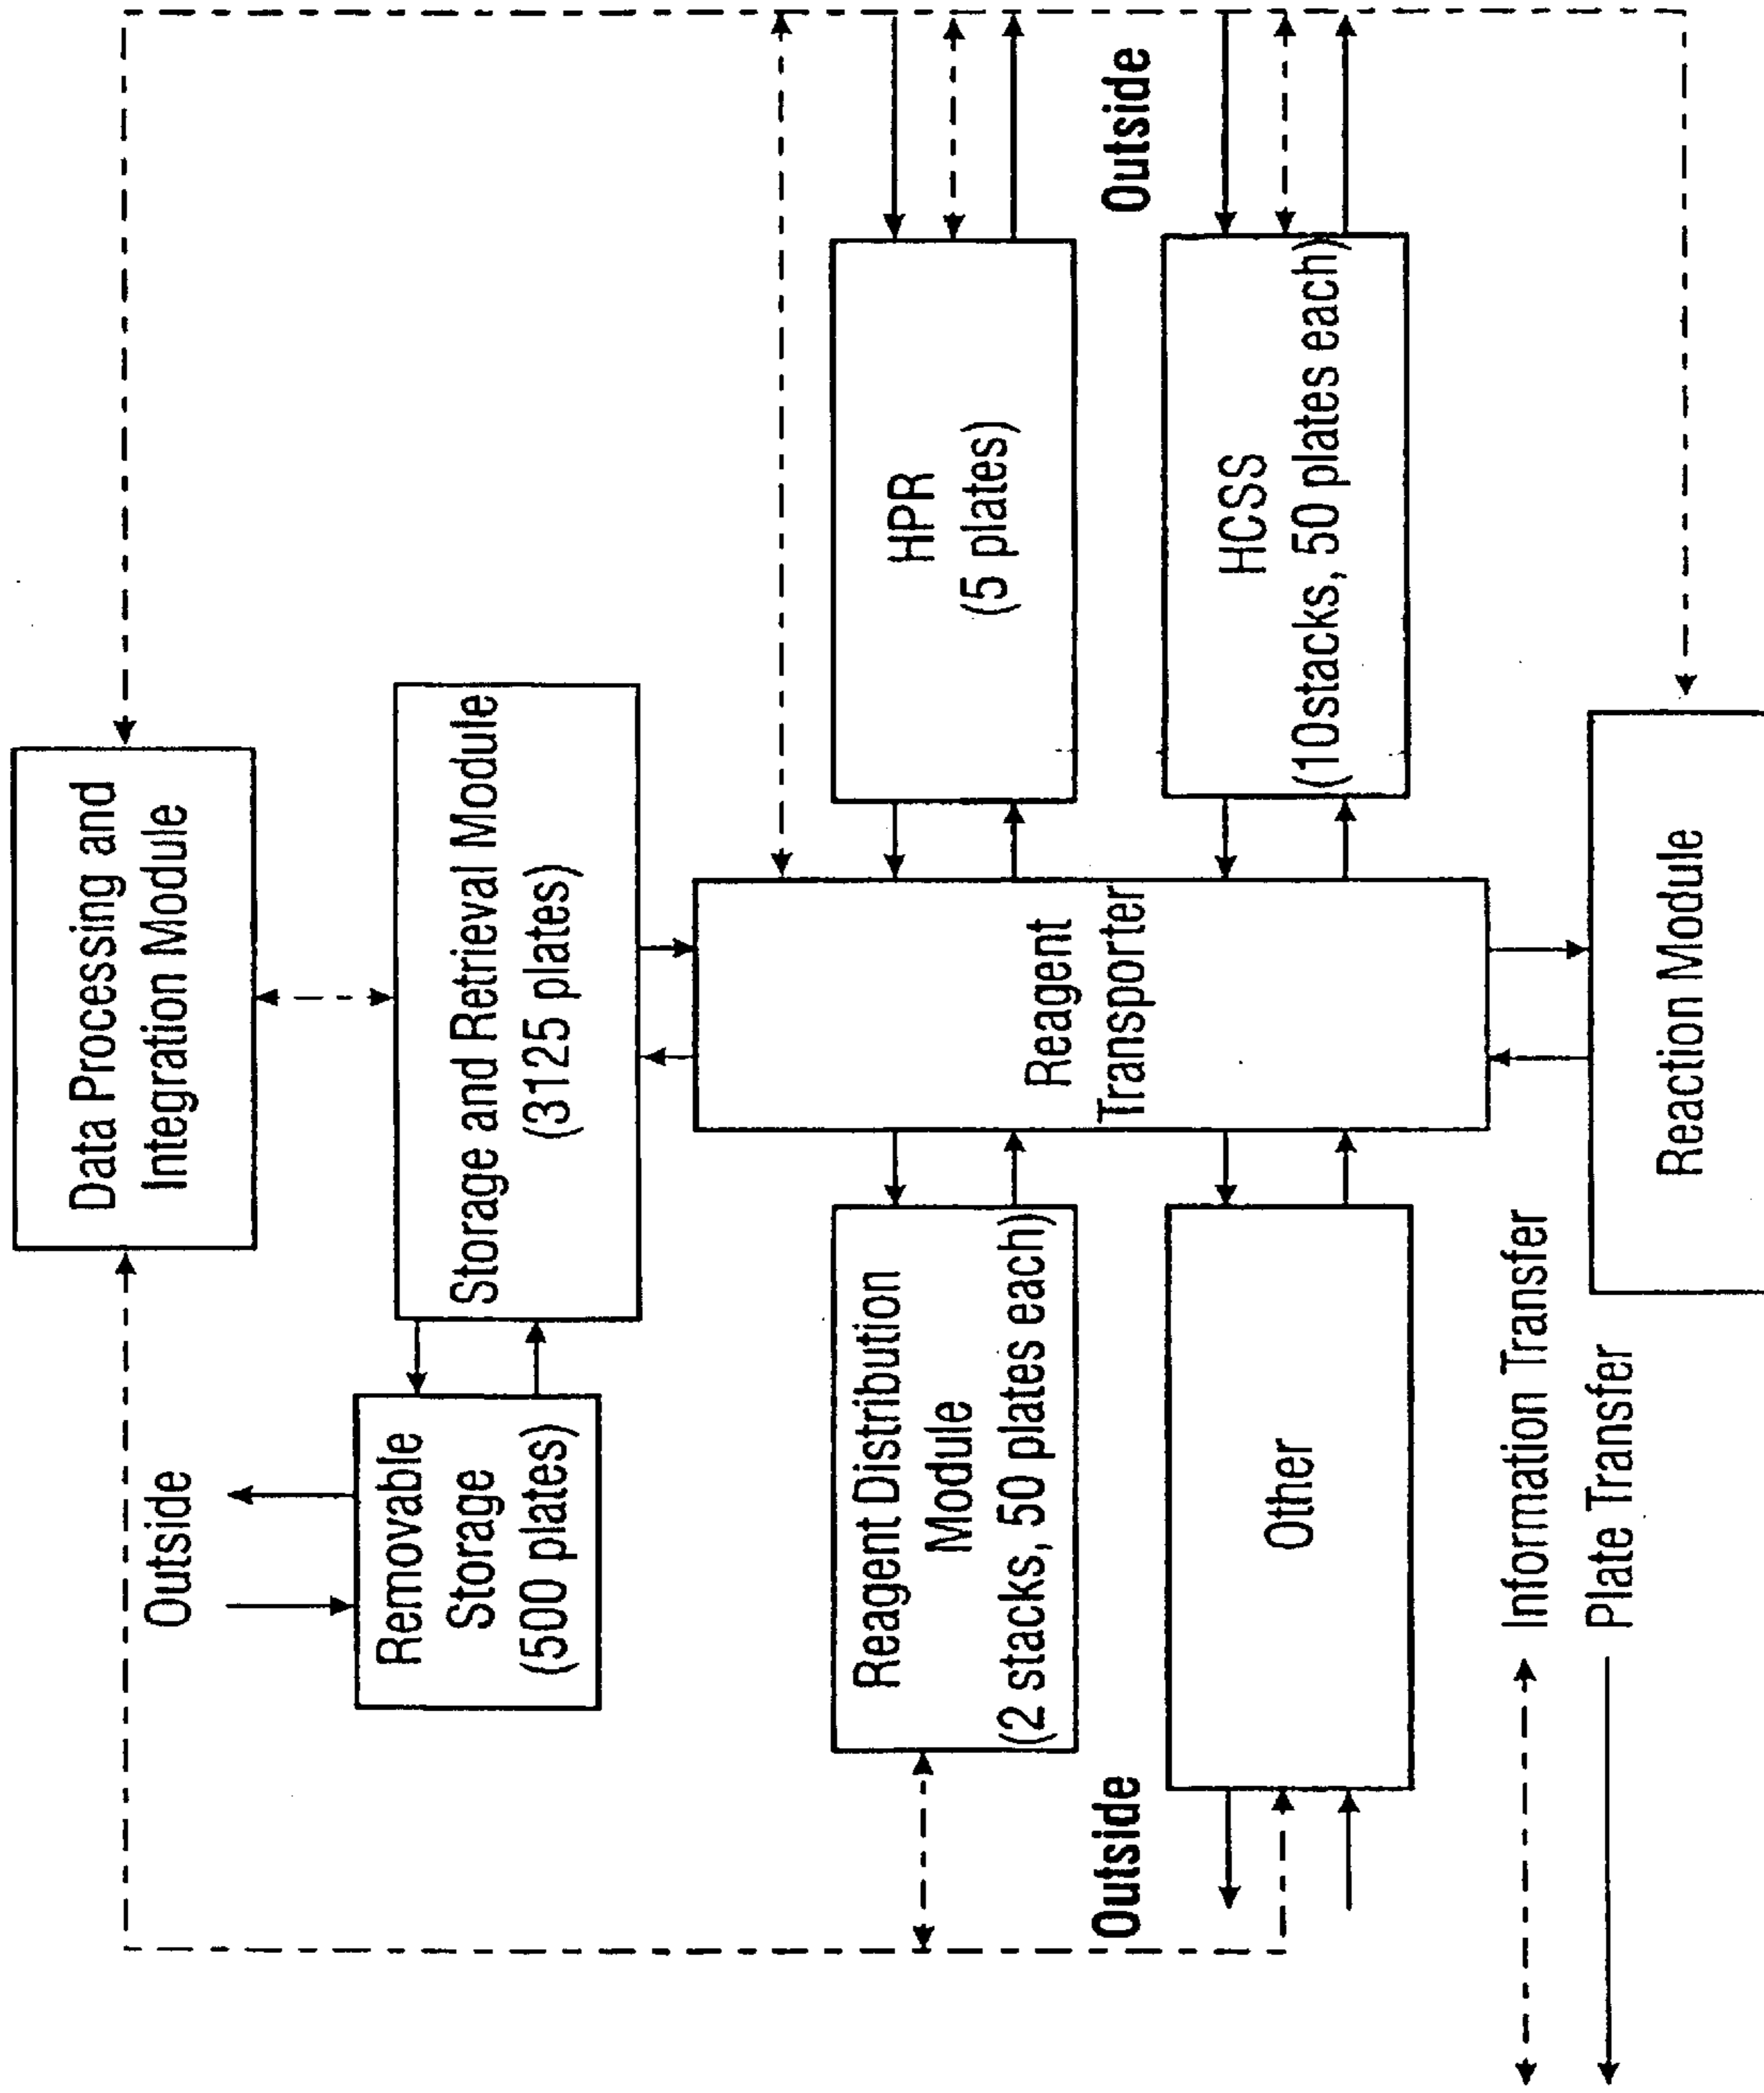 Data Processing and
Integration Module
Outside
Removable
Storage
(500 plates)
Storage and Retrieval Module
(3125 plates)
Reagent Distribution
Module
(2 stacks, 50 plates each)
Reagent
Transporter
HPR
(5 plates)
Outside
Outside
Other
HCSS
(10stacks, 50 plates each)
Reaction Module
Information Transfer
Plate Transfer